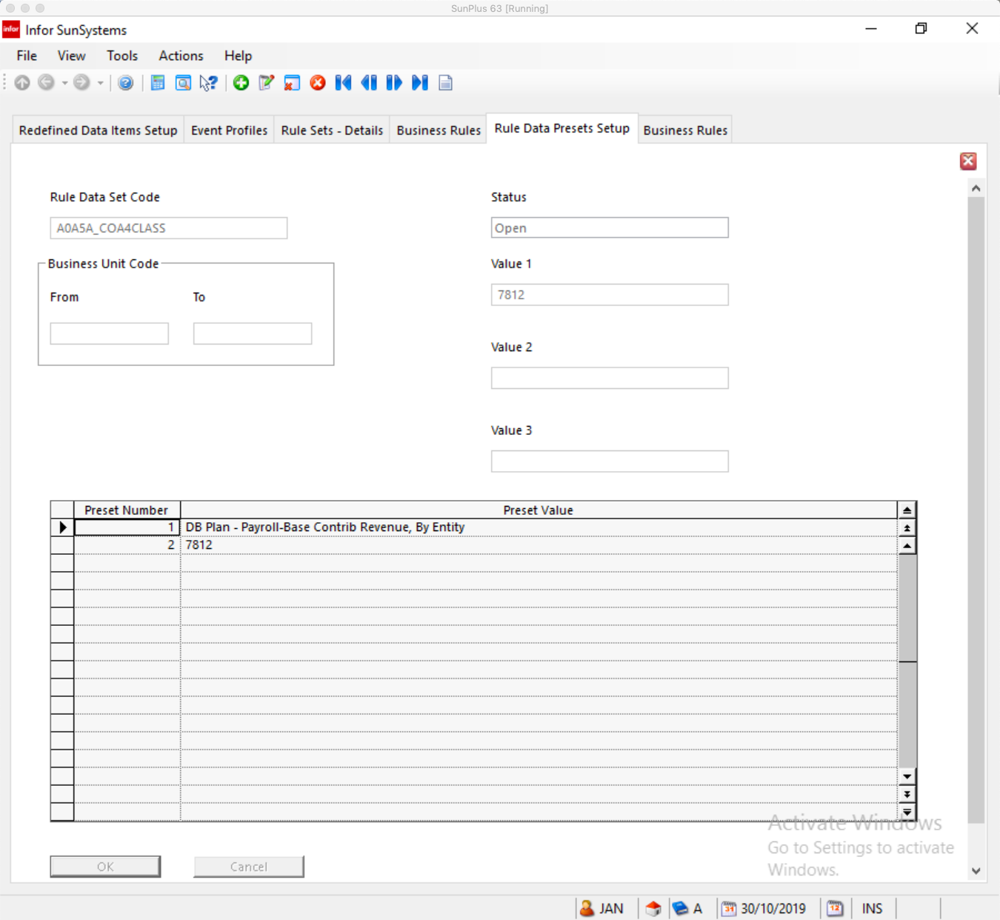 SunPlus 63 [Running]
infor Infor SunSystems
File View Tools Actions Help
Redefined Data Items Setup Event Profiles Rule Sets - Details Business Rules Rule Data Presets Setup Business Rules
Rule Data Set Code
A0A5A_COA4CLASS
Status
Open
Business Unit Code
From To
Value 1
7812
Value 2
Value 3
Preset Number Preset Value
1 DB Plan - Payroll-Base Contrib Revenue, By Entity
2 7812
OK Cancel
Activate Windows
Go to Settings to activate
Windows.
JAN A 31 30/10/2019 12 INS